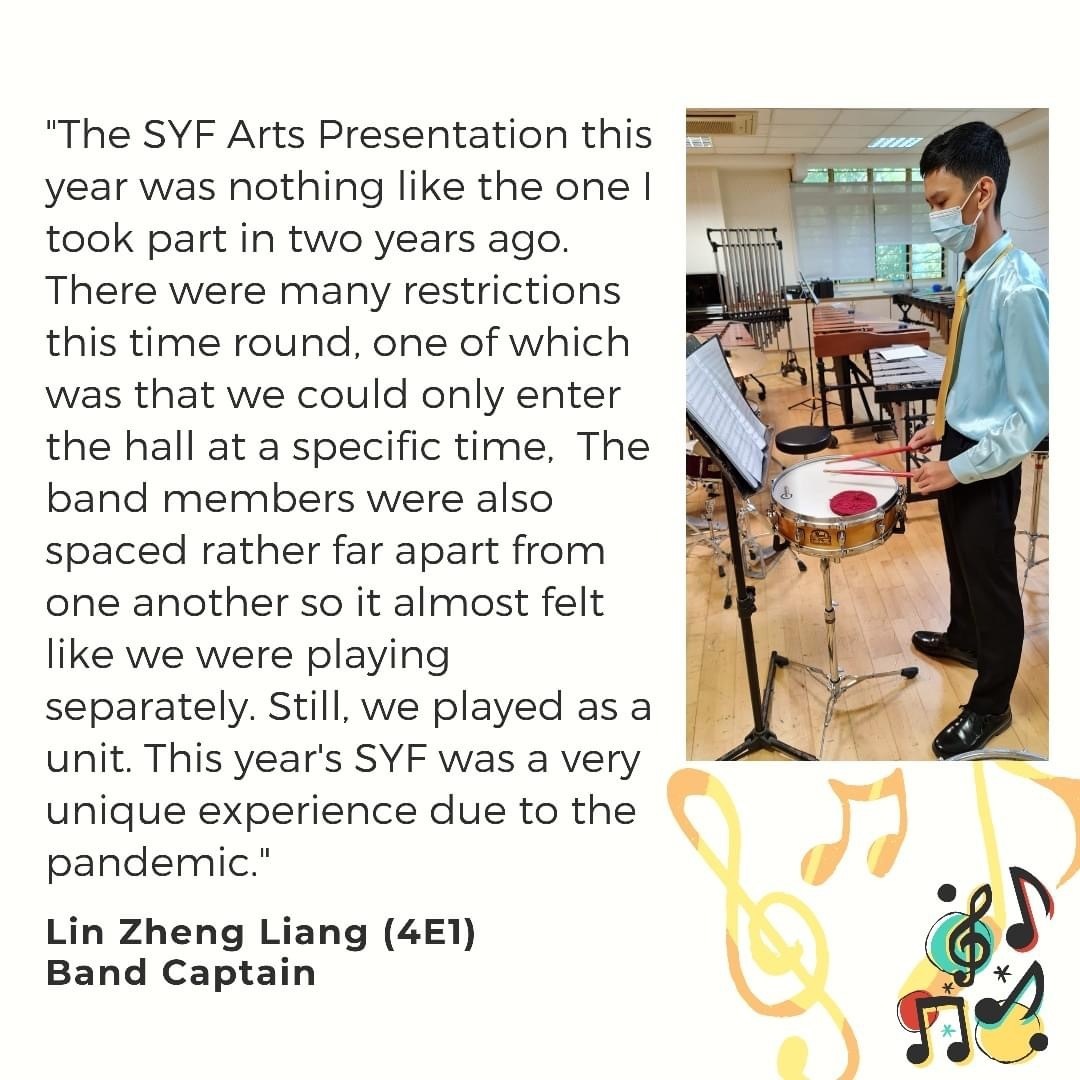 "The SYF Arts Presentation this
year was nothing like the one I
took part in two years ago.
There were many restrictions
this time round, one of which
was that we could only enter
the hall at a specific time,  The
band members were also
spaced rather far apart from
one another so it almost felt
like we were playing
separately. Still, we played as a
unit. This year's SYF was a very
unique experience due to the
pandemic."
Lin Zheng Liang (4E1)
Band Captain